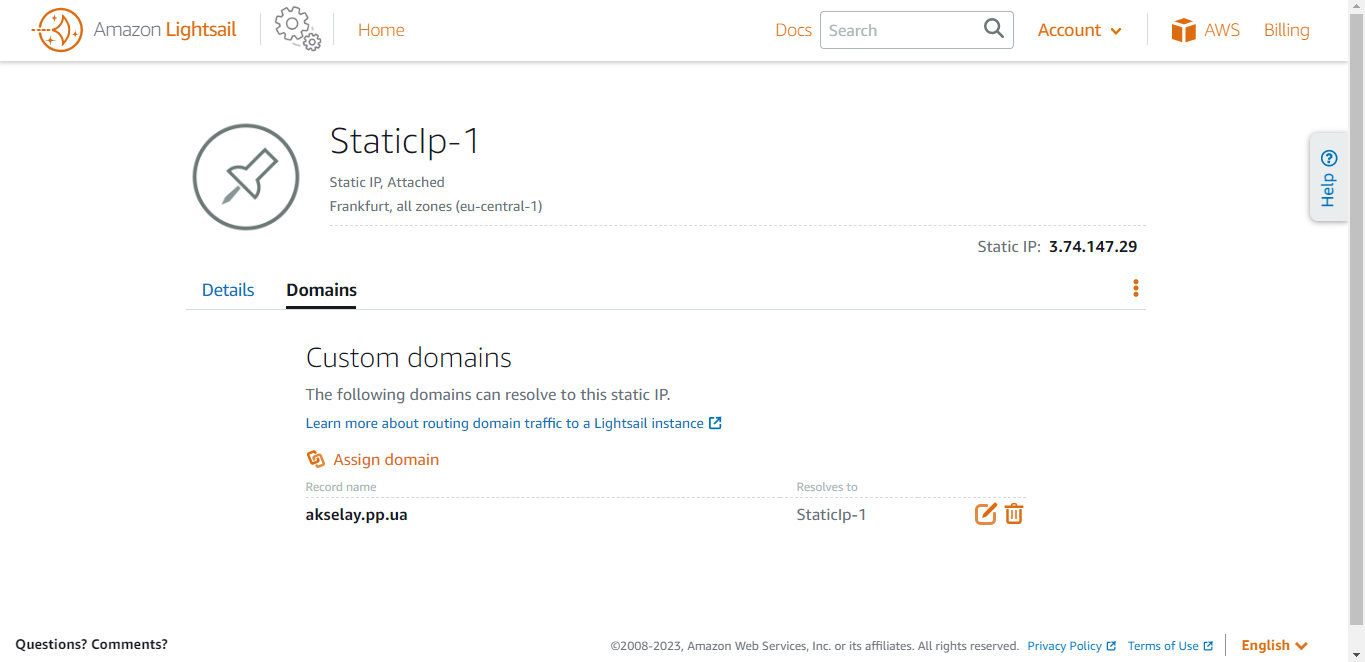 Amazon Lightsail
Home
Docs
Search
Account
AWS
Billing
StaticIp-1
Static IP, Attached
Frankfurt, all zones (eu-central-1)
Static IP: 3.74.147.29
Help
Details
Domains
Custom domains
The following domains can resolve to this static IP.
Learn more about routing domain traffic to a Lightsail instance
Assign domain
Record name
Resolves to
akselay.pp.ua
StaticIp-1
Questions? Comments?
©2008-2023, Amazon Web Services, Inc. or its affiliates. All rights reserved.
Privacy Policy
Terms of Use
English